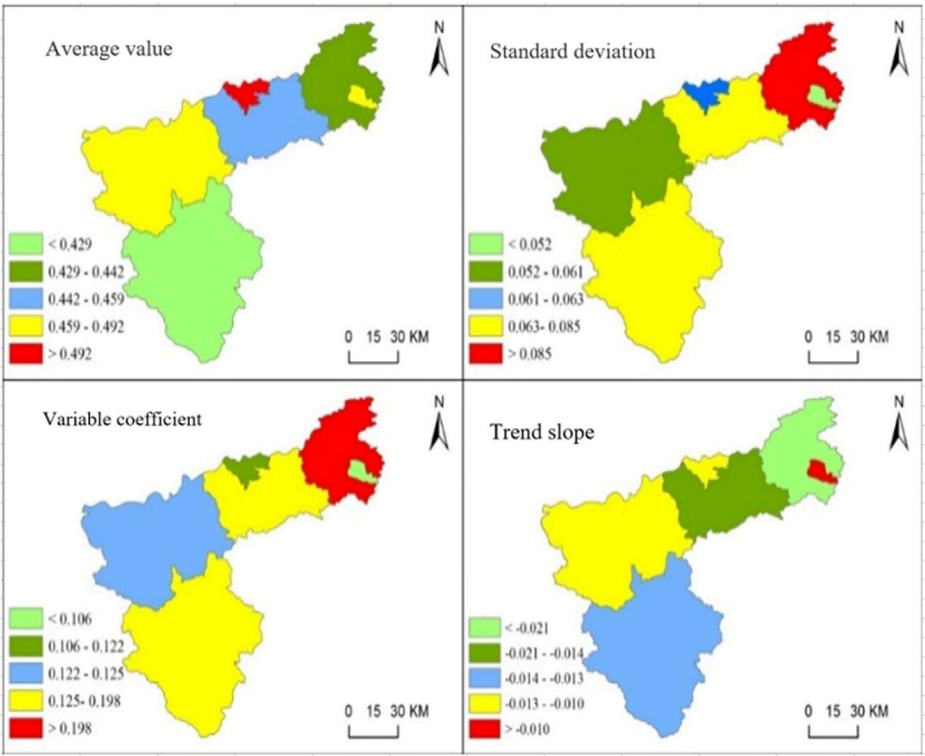 Average value
N
< 0.429
0.429 - 0.442
0.442 - 0.459
0.459 - 0.492
> 0.492
0 15 30 KM
Standard deviation
N
< 0.052
0.052 - 0.061
0.061 - 0.063
0.063- 0.085
> 0.085
0 15 30 KM
Variable coefficient
N
< 0.106
0.106 - 0.122
0.122 - 0.125
0.125- 0.198
> 0.198
0 15 30 KM
Trend slope
N
< -0.021
-0.021 - -0.014
-0.014 - -0.013
-0.013 - -0.010
> -0.010
0 15 30 KM